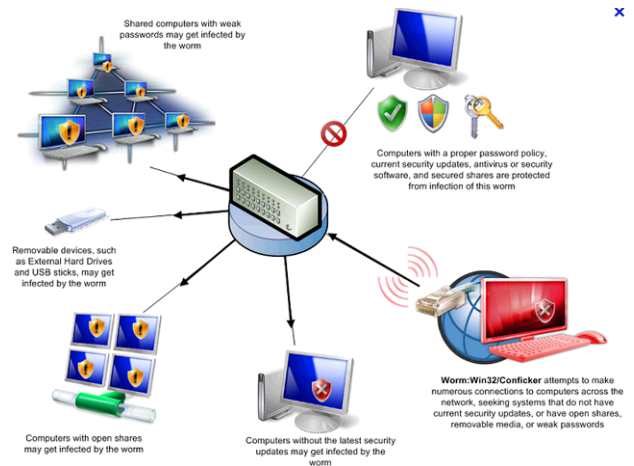 Shared computers with weak
passwords may get infected by
the worm
Computers with a proper password policy,
current security updates, antivirus or security
software, and secured shares are protected
from infection of this worm
Removable devices, such
as External Hard Drives
and USB sticks, may get
infected by the worm
Worm:Win32/Conficker attempts to make
numerous connections to computers across the
network, seeking systems that do not have
current security updates, or have open shares,
removable media, or weak passwords
Computers with open shares
may get infected by the worm
Computers without the latest security
updates may get infected by the
worm